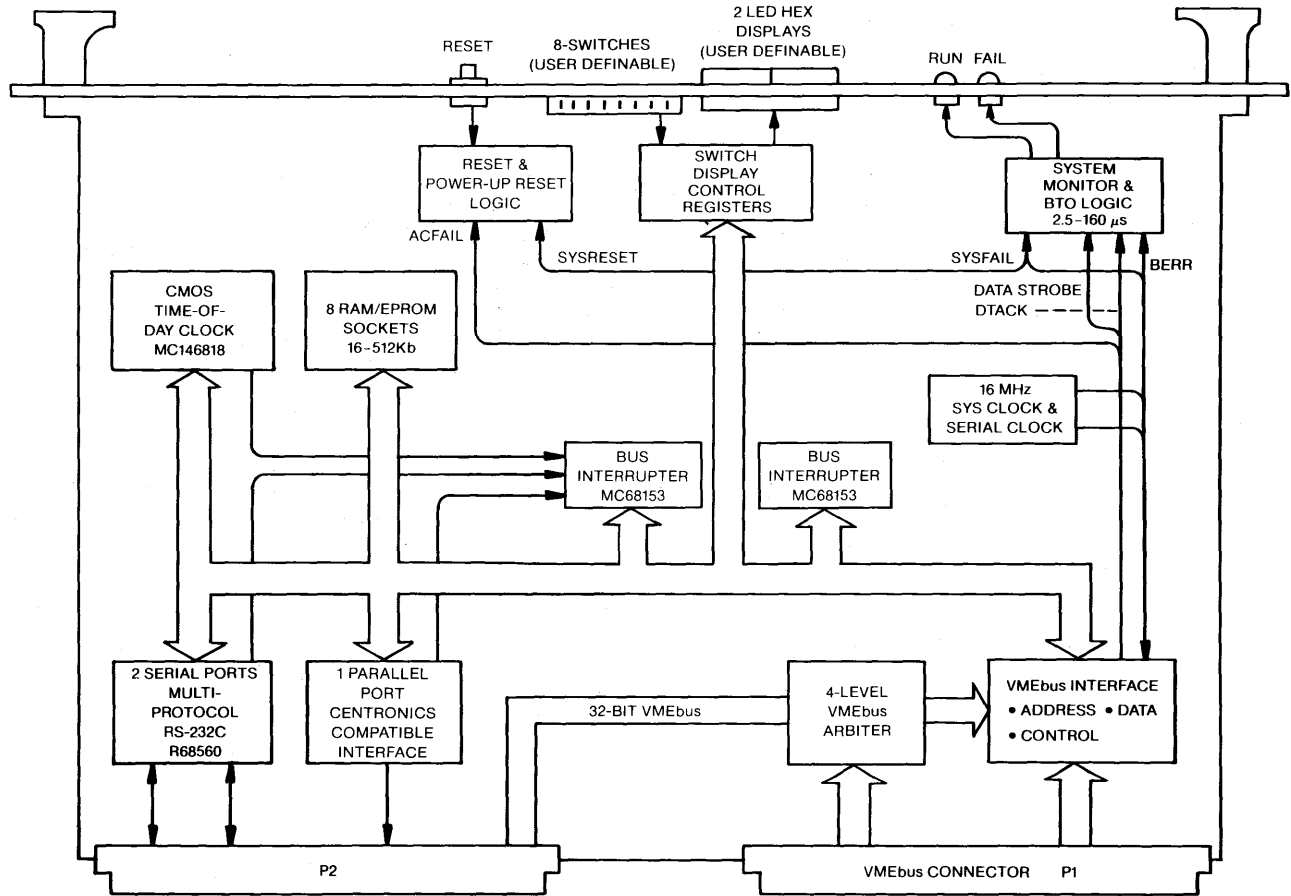 RESET
8-SWITCHES
(USER DEFINABLE)
2 LED HEX
DISPLAYS
(USER DEFINABLE)
RUN FAIL
RESET &
POWER-UP RESET
LOGIC
SWITCH
DISPLAY
CONTROL
REGISTERS
SYSTEM
MONITOR &
BTO LOGIC
2.5-160 µs
ACFAIL
SYSRESET
SYSFAIL
BERR
DATA STROBE
DTACK
CMOS
TIME-OF-
DAY CLOCK
MC146818
8 RAM/EPROM
SOCKETS
16-512Kb
16 MHz
SYS CLOCK &
SERIAL CLOCK
BUS
INTERRUPTER
MC68153
BUS
INTERRUPTER
MC68153
2 SERIAL PORTS
MULTI-
PROTOCOL
RS-232C
R68560
1 PARALLEL
PORT
CENTRONICS
COMPATIBLE
INTERFACE
32-BIT VMEbus
4-LEVEL
VMEbus
ARBITER
VMEbus INTERFACE
• ADDRESS • DATA
• CONTROL
P2
VMEbus CONNECTOR P1